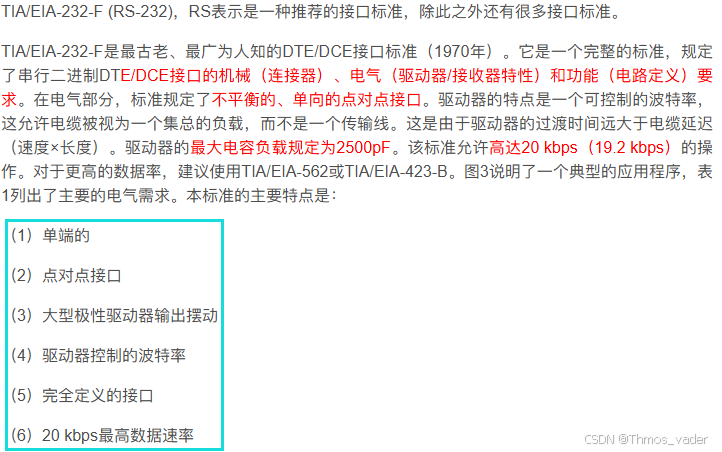 TIA/EIA-232-F (RS-232)，RS表示是一种推荐的接口标准，除此之外还有很多接口标准。
TIA/EIA-232-F是最古老、最广为人知的DTE/DCE接口标准（1970年）。它是一个完整的标准，规定
了串行二进制DTE/DCE接口的机械（连接器）、电气（驱动器/接收器特性）和功能（电路定义）要
求。在电气部分，标准规定了不平衡的、单向的点对点接口。驱动器的特点是一个可控制的波特率，
这允许电缆被视为一个集总的负载，而不是一个传输线。这是由于驱动器的过渡时间远大于电缆延迟
（速度×长度）。驱动器的最大电容负载规定为2500pF。该标准允许高达20 kbps（19.2 kbps）的操
作。对于更高的数据率，建议使用TIA/EIA-562或TIA/EIA-423-B。图3说明了一个典型的应用程序，表
1列出了主要的电气需求。本标准的主要特点是：
（1）单端的
（2）点对点接口
（3）大型极性驱动器输出摆动
（4）驱动器控制的波特率
（5）完全定义的接口
（6）20 kbps最高数据速率
CSDN @Thmos_vader